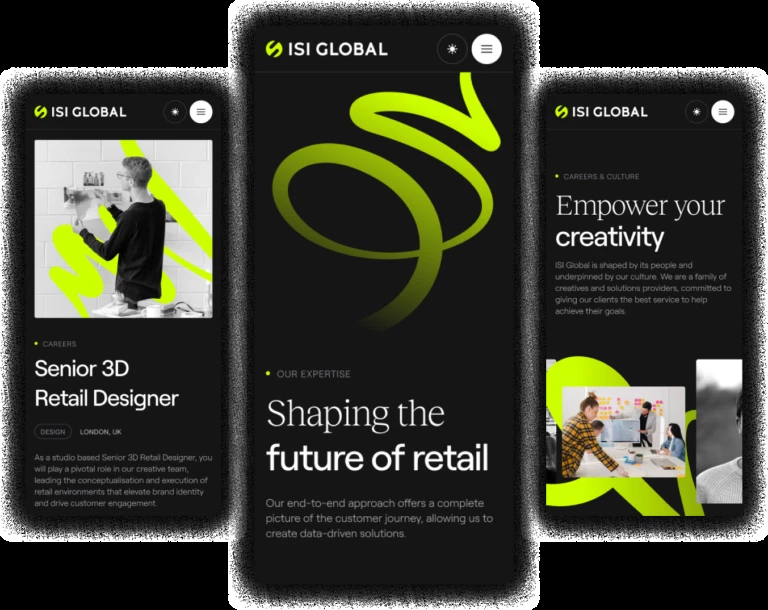 ISI GLOBAL
CAREERS
Senior 3D
Retail Designer
DESIGN
LONDON, UK
As a studio based Senior 3D Retail Designer, you
will play a pivotal role in our creative team,
leading the conceptualisation and execution of
retail environments that elevate brand identity
and drive customer engagement.
ISI GLOBAL
OUR EXPERTISE
Shaping the
future of retail
Our end-to-end approach offers a complete
picture of the customer journey, allowing us to
create data-driven solutions.
ISI GLOBAL
CAREERS & CULTURE
Empower your
creativity
ISI Global is shaped by its people and
underpinned by our culture. We are a family of
creatives and solutions providers, committed to
giving our clients the best service to help
achieve their goals.